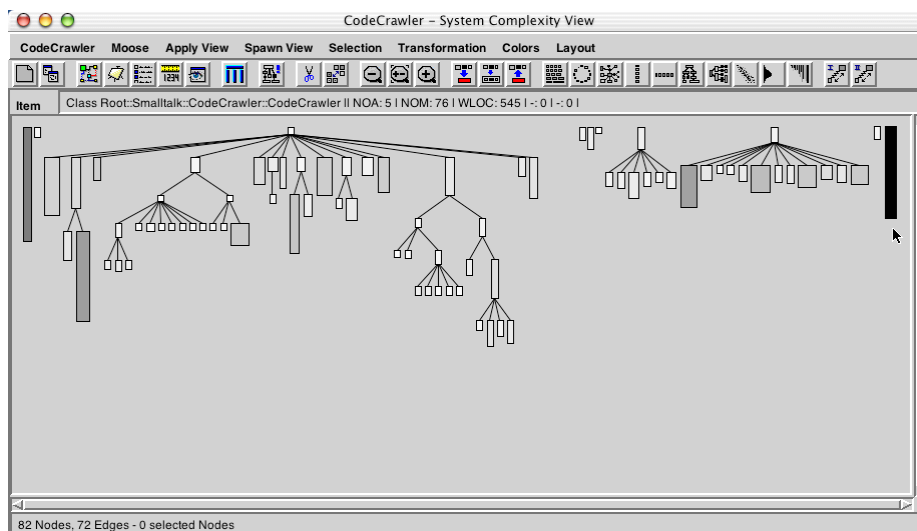 CodeCrawler – System Complexity View
CodeCrawler Moose Apply View Spawn View Selection Transformation Colors Layout
1234
Item Class Root::Smalltalk::CodeCrawler::CodeCrawler || NOA: 5 | NOM: 76 | WLOC: 545 | -: 0 | -: 0 |
82 Nodes, 72 Edges - 0 selected Nodes